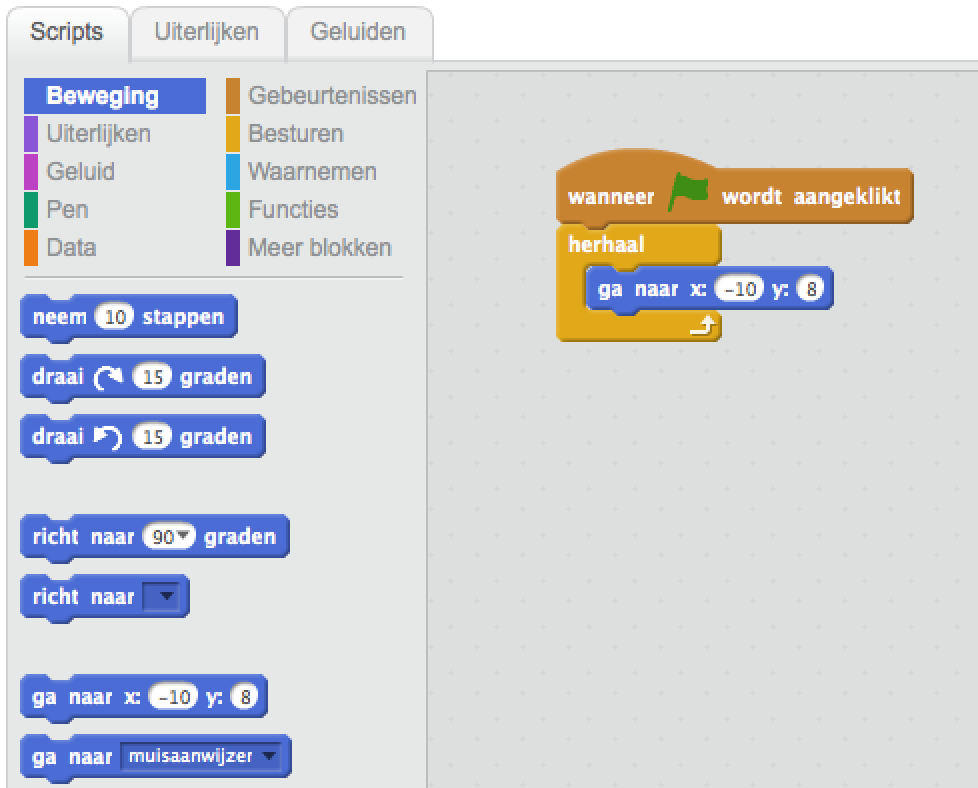 Scripts Uiterlijken Geluiden
Beweging Gebeurtenissen
Uiterlijken Besturen
Geluid Waarnemen
Pen Functies
Data Meer blokken
neem 10 stappen
draai 15 graden
draai 15 graden
richt naar 90 graden
richt naar
ga naar x: -10 y: 8
ga naar muisaanwijzer
wanneer wordt aangeklikt
herhaal
ga naar x: -10 y: 8